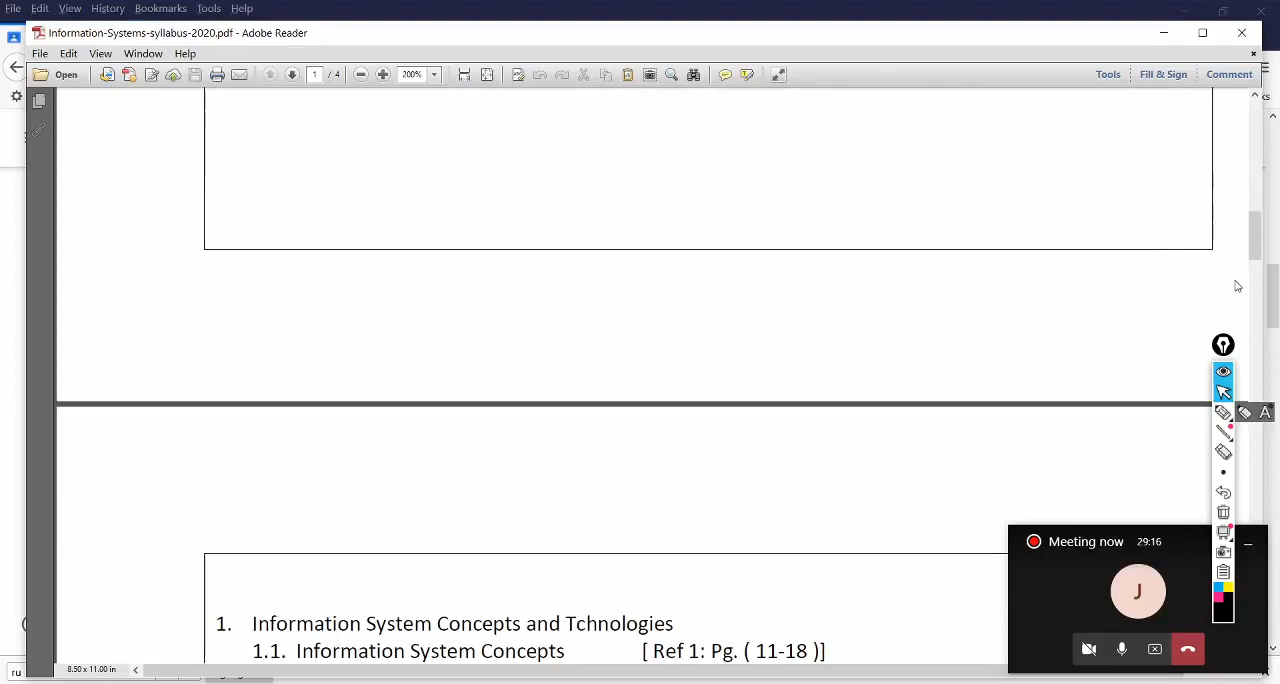 File Edit View History Bookmarks Tools Help
Information-Systems-syllabus-2020.pdf - Adobe Reader
File Edit View Window Help
Open 1 / 4 200% Tools Fill & Sign Comment
ks
A
Meeting now 29:16
J
1. Information System Concepts and Tchnologies
1.1. Information System Concepts [ Ref 1: Pg. ( 11-18 )]
8.50 x 11.00 in
ru